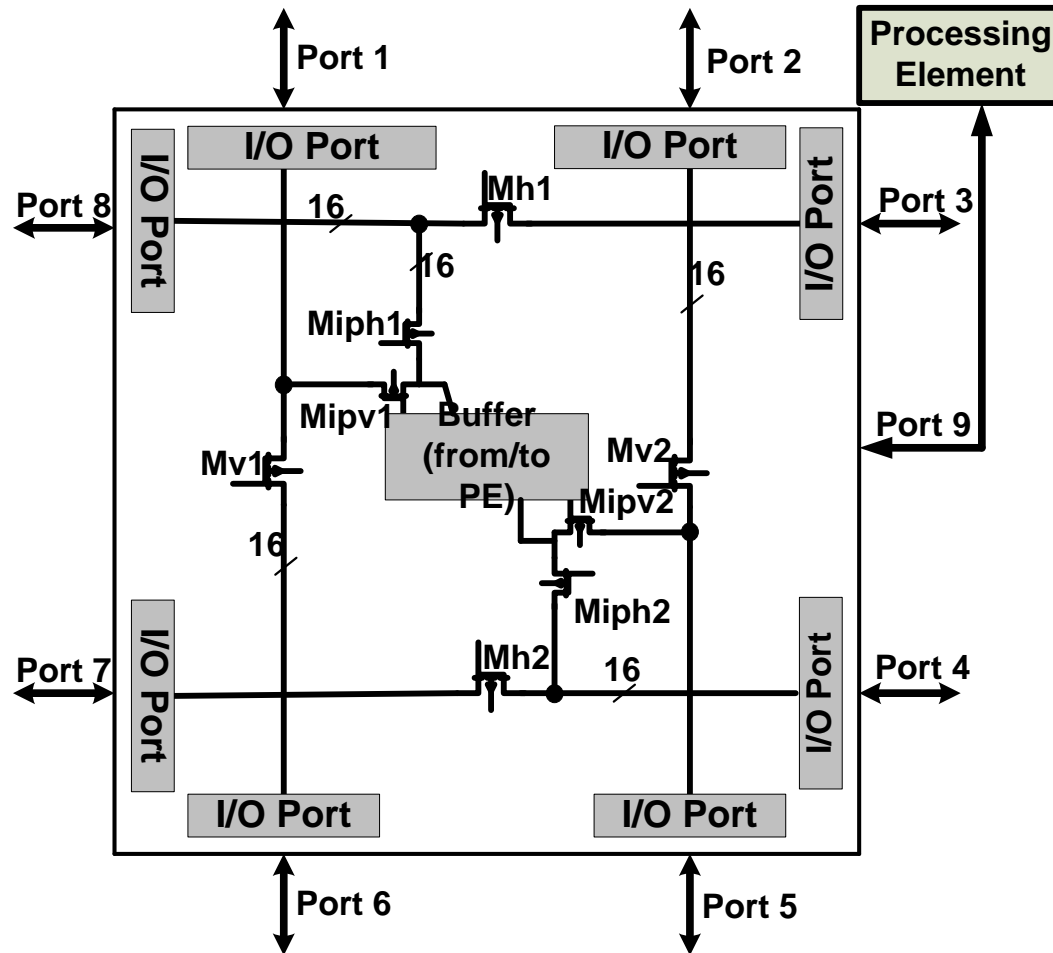 Port 1
Port 2
Processing
Element
I/O Port
I/O Port
I/O Port
I/O Port
Port 8
Mh1
Port 3
16
16
16
Miph1
Mipv1
Buffer
(from/to
PE)
Port 9
Mv1
Mv2
Mipv2
16
Miph2
I/O Port
I/O Port
Port 7
Mh2
16
Port 4
I/O Port
I/O Port
Port 6
Port 5